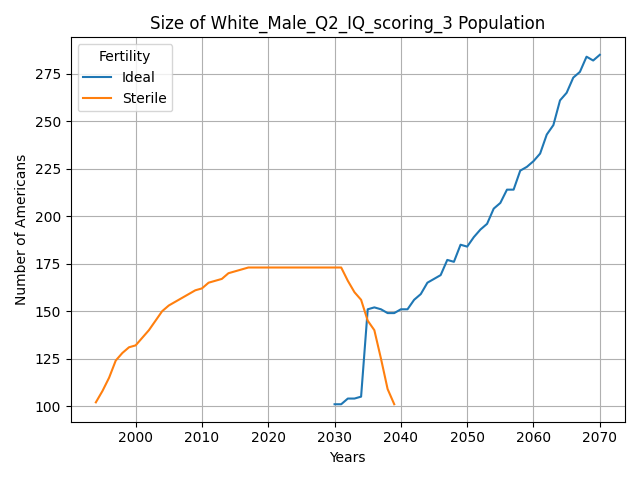 Size of White_Male_Q2_IQ_scoring_3 Population
Fertility
Ideal
Sterile
Number of Americans
275
250
225
200
175
150
125
100
2000 2010 2020 2030 2040 2050 2060 2070
Years